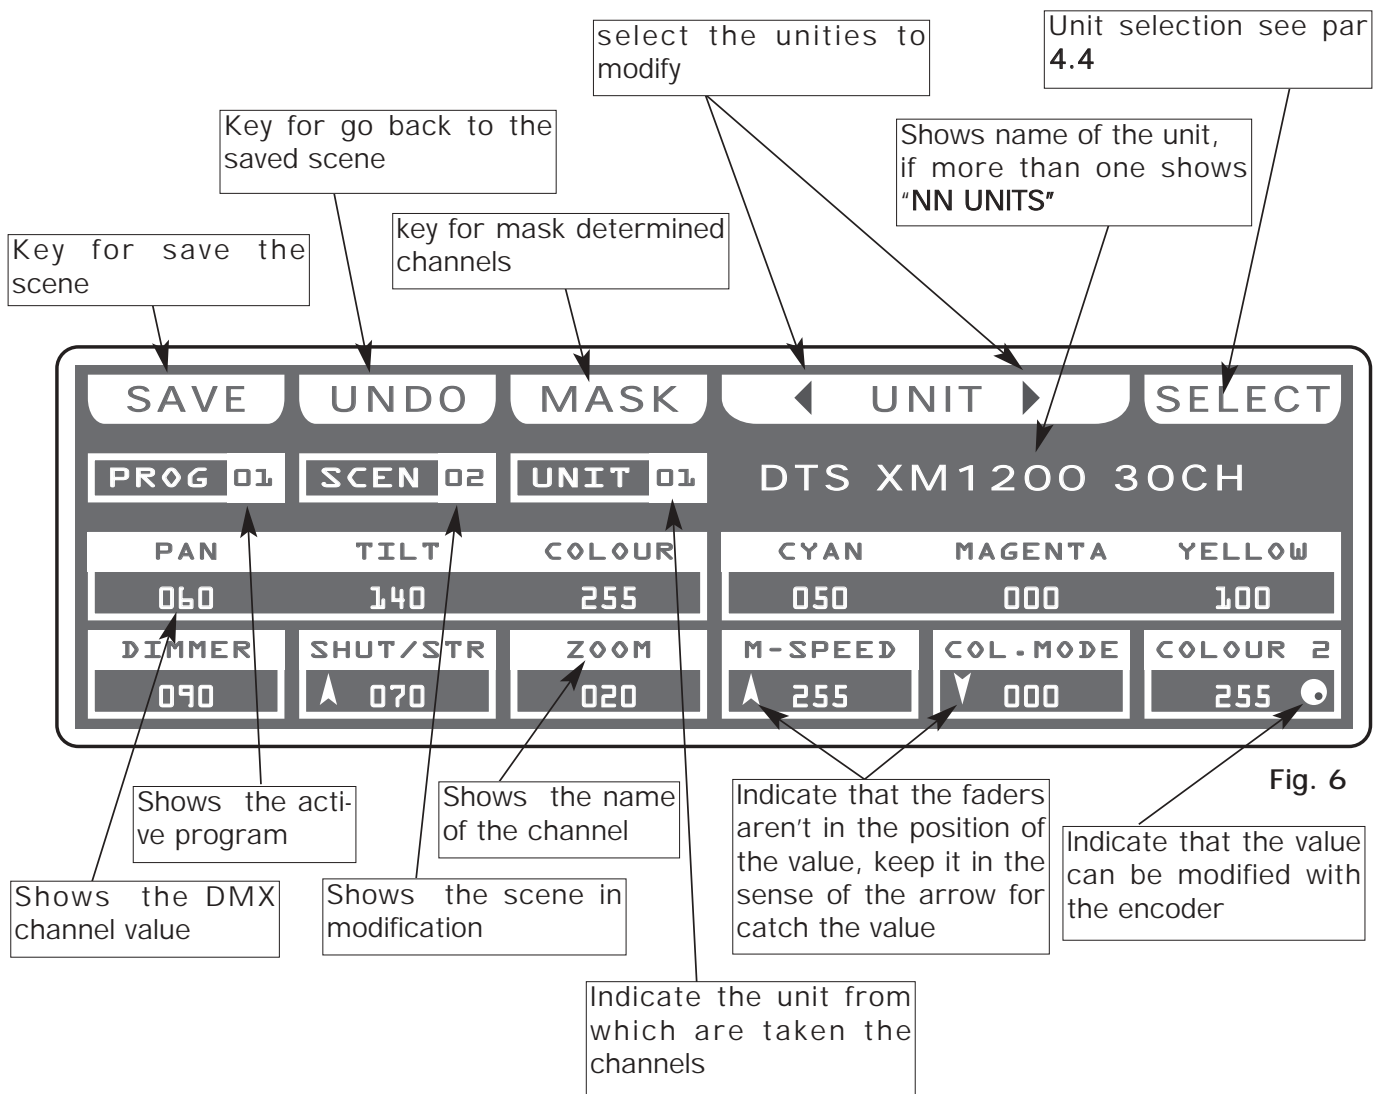 select the unities to
modify
Unit selection see par
4.4
Key for go back to the
saved scene
Shows name of the unit,
if more than one shows
“NN UNITS”
key for mask determined
channels
Key for save the
scene
SAVE UNDO MASK UNIT SELECT
PROG 01 SCEN 02 UNIT 01 DTS XM1200 30CH
PAN TILT COLOUR CYAN MAGENTA YELLOW
060 140 255 050 000 100
DIMMER SHUT/STR ZOOM M-SPEED COL.MODE COLOUR 2
090 070 020 255 000 255
Fig. 6
Shows the acti-
ve program
Shows the name
of the channel
Indicate that the faders
aren't in the position of
the value, keep it in the
sense of the arrow for
catch the value
Indicate that the value
can be modified with
the encoder
Shows the DMX
channel value
Shows the scene in
modification
Indicate the unit from
which are taken the
channels